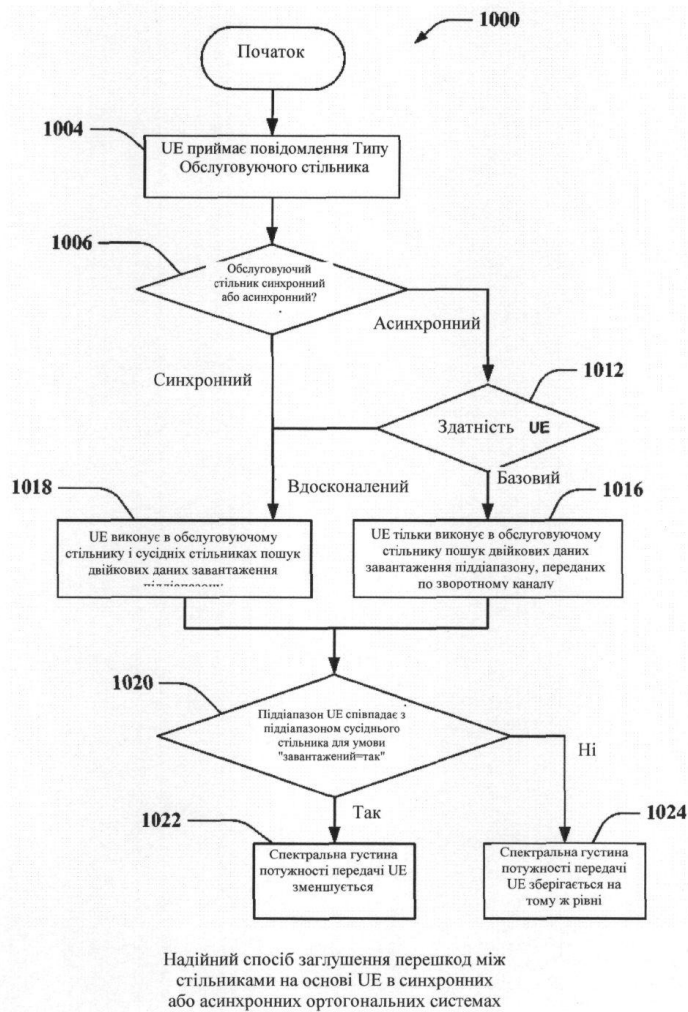 1000
Початок
1004
UE приймає повідомлення Типу
Обслуговуючого стільника
1006
Обслуговуючий
стільник синхронний
або асинхронний?
Асинхронний
Синхронний
1012
Здатність UE
Вдосконалений
Базовий
1018
1016
UE виконує в обслуговуючому
стільнику і сусідніх стільниках пошук
двійкових даних завантаження
піддіапазону
UE тільки виконує в обслуговуючому
стільнику пошук двійкових даних
завантаження піддіапазону, переданих
по зворотному каналу
1020
Піддіапазон UE співпадає з
піддіапазоном сусіднього
стільника для умови
"завантажений=так"
Ні
Так
1022
1024
Спектральна густина
потужності передачі UE
зменшується
Спектральна густина
потужності передачі
UE зберігається на
тому ж рівні
Надійний спосіб заглушення перешкод між
стільниками на основі UE в синхронних
або асинхронних ортогональних системах